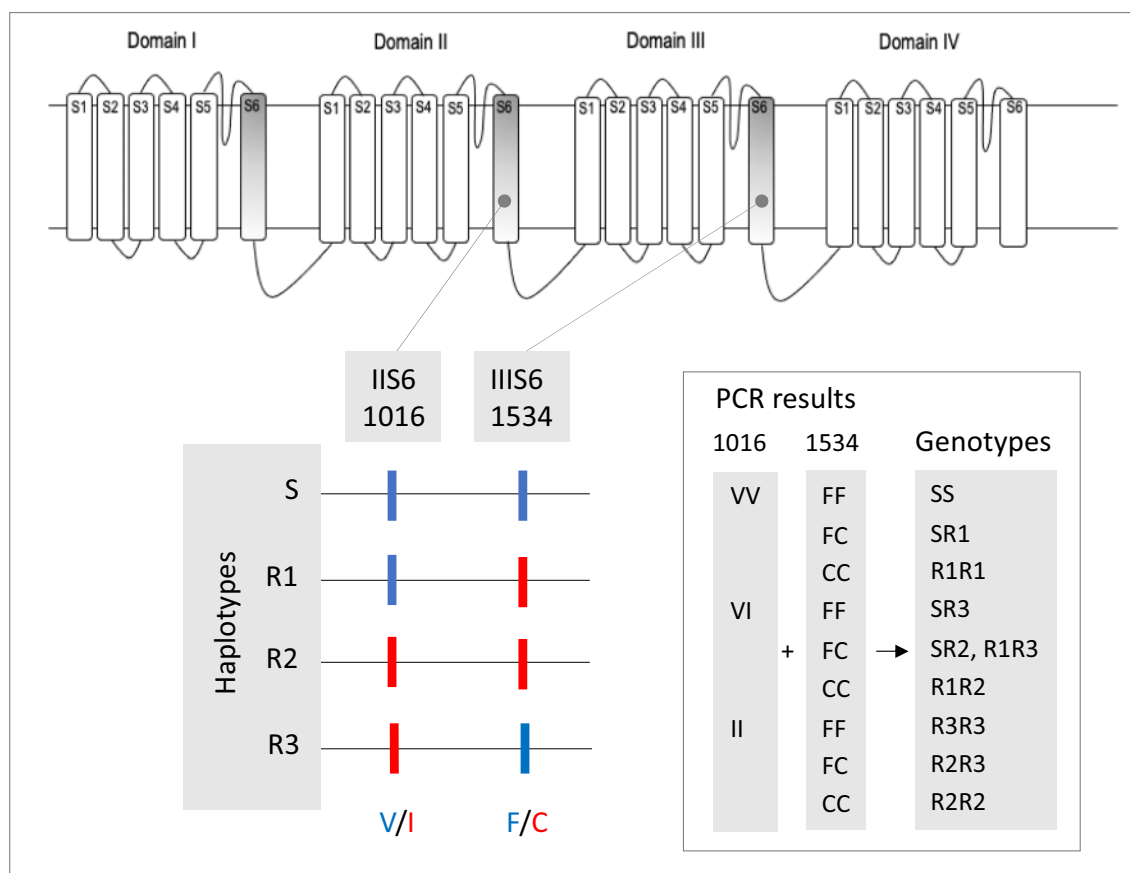 Domain I Domain II Domain III Domain IV
S1 S2 S3 S4 S5 S6 S1 S2 S3 S4 S5 S6 S1 S2 S3 S4 S5 S6 S1 S2 S3 S4 S5 S6
IIS6
1016
IIIS6
1534
Haplotypes
S
R1
R2
R3
V/I F/C
PCR results
1016 1534 Genotypes
VV FF SS
FC SR1
CC R1R1
VI FF SR3
+ FC → SR2, R1R3
CC R1R2
II FF R3R3
FC R2R3
CC R2R2